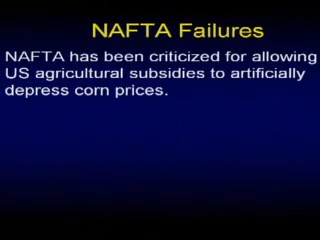 NAFTA Failures
NAFTA has been criticized for allowing
US agricultural subsidies to artificially
depress corn prices.